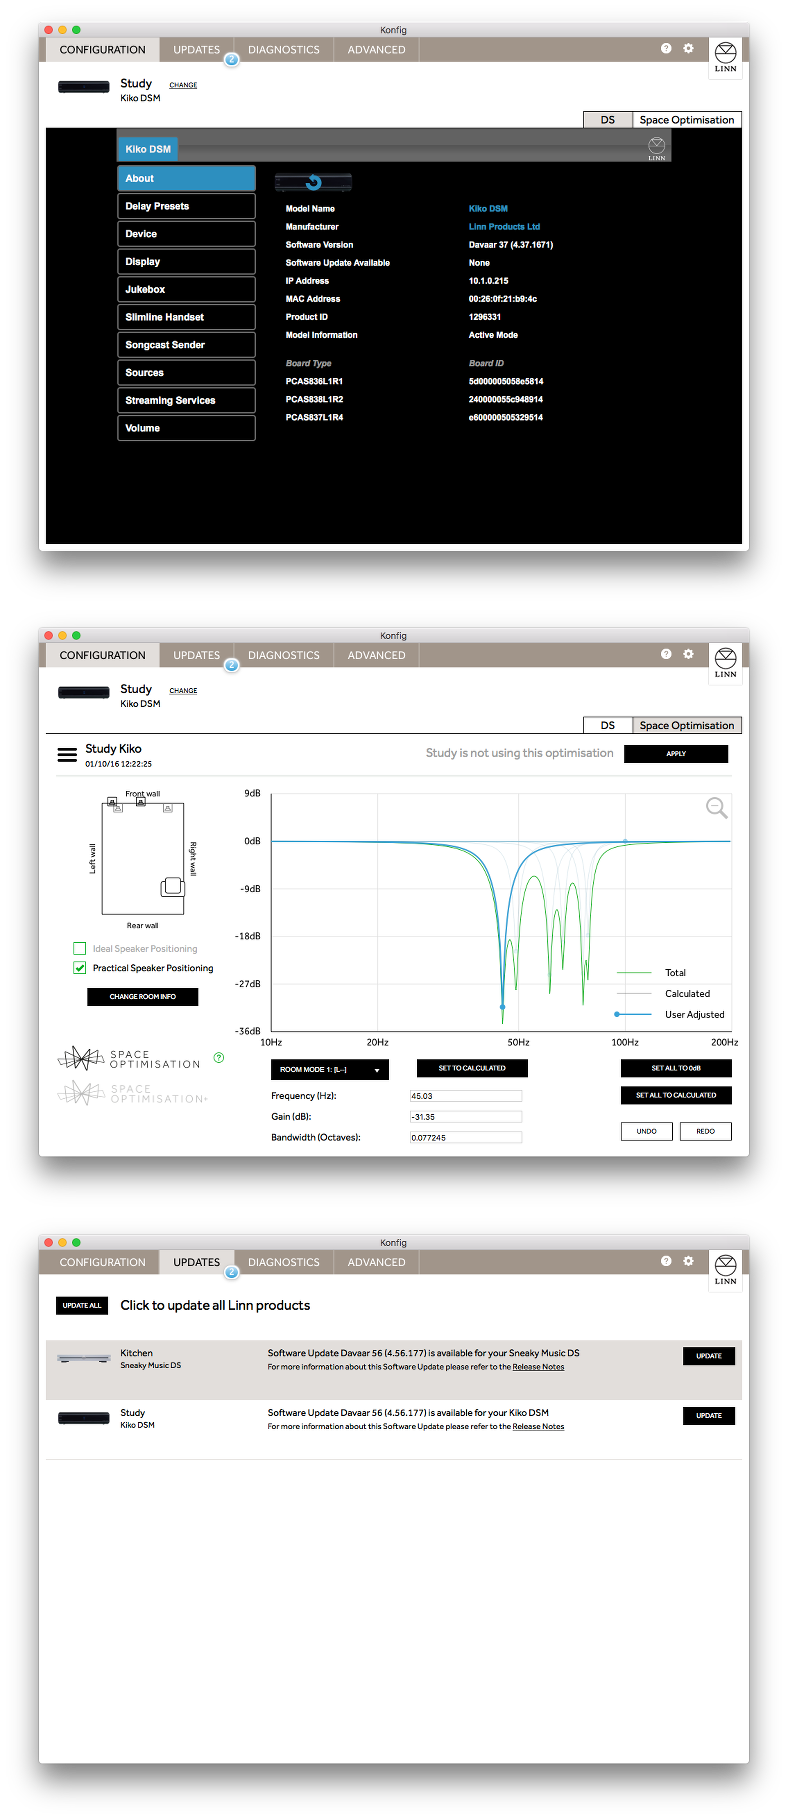 Konfig
CONFIGURATION UPDATES 2 DIAGNOSTICS ADVANCED ?
LINN
Study CHANGE
Kiko DSM
DS Space Optimisation
Kiko DSM
LINN
About
Delay Presets
Device
Display
Jukebox
Slimline Handset
Songcast Sender
Sources
Streaming Services
Volume
Model Name Kiko DSM
Manufacturer Linn Products Ltd
Software Version Davaar 37 (4.37.1671)
Software Update Available None
IP Address 10.1.0.215
MAC Address 00:26:0f:21:b9:4c
Product ID 1296331
Model Information Active Mode
Board Type Board ID
PCAS836L1R1 5d000005058e5814
PCAS838L1R2 240000055c948914
PCAS837L1R4 e600000505329514
Konfig
CONFIGURATION UPDATES 2 DIAGNOSTICS ADVANCED ?
LINN
Study CHANGE
Kiko DSM
DS Space Optimisation
Study Kiko
01/10/16 12:22:25
Study is not using this optimisation APPLY
Front wall
Left wall
Right wall
Rear wall
Ideal Speaker Positioning
Practical Speaker Positioning
CHANGE ROOM INFO
SPACE
OPTIMISATION ?
SPACE
OPTIMISATION+
9dB
0dB
-9dB
-18dB
-27dB
-36dB
10Hz 20Hz 50Hz 100Hz 200Hz
Total
Calculated
User Adjusted
ROOM MODE 1: [L--] SET TO CALCULATED SET ALL TO 0dB
Frequency (Hz): 45.03 SET ALL TO CALCULATED
Gain (dB): -31.35
Bandwidth (Octaves): 0.077245
UNDO REDO
Konfig
CONFIGURATION UPDATES 2 DIAGNOSTICS ADVANCED ?
LINN
UPDATE ALL Click to update all Linn products
Kitchen
Sneaky Music DS
Software Update Davaar 56 (4.56.177) is available for your Sneaky Music DS
For more information about this Software Update please refer to the Release Notes
UPDATE
Study
Kiko DSM
Software Update Davaar 56 (4.56.177) is available for your Kiko DSM
For more information about this Software Update please refer to the Release Notes
UPDATE